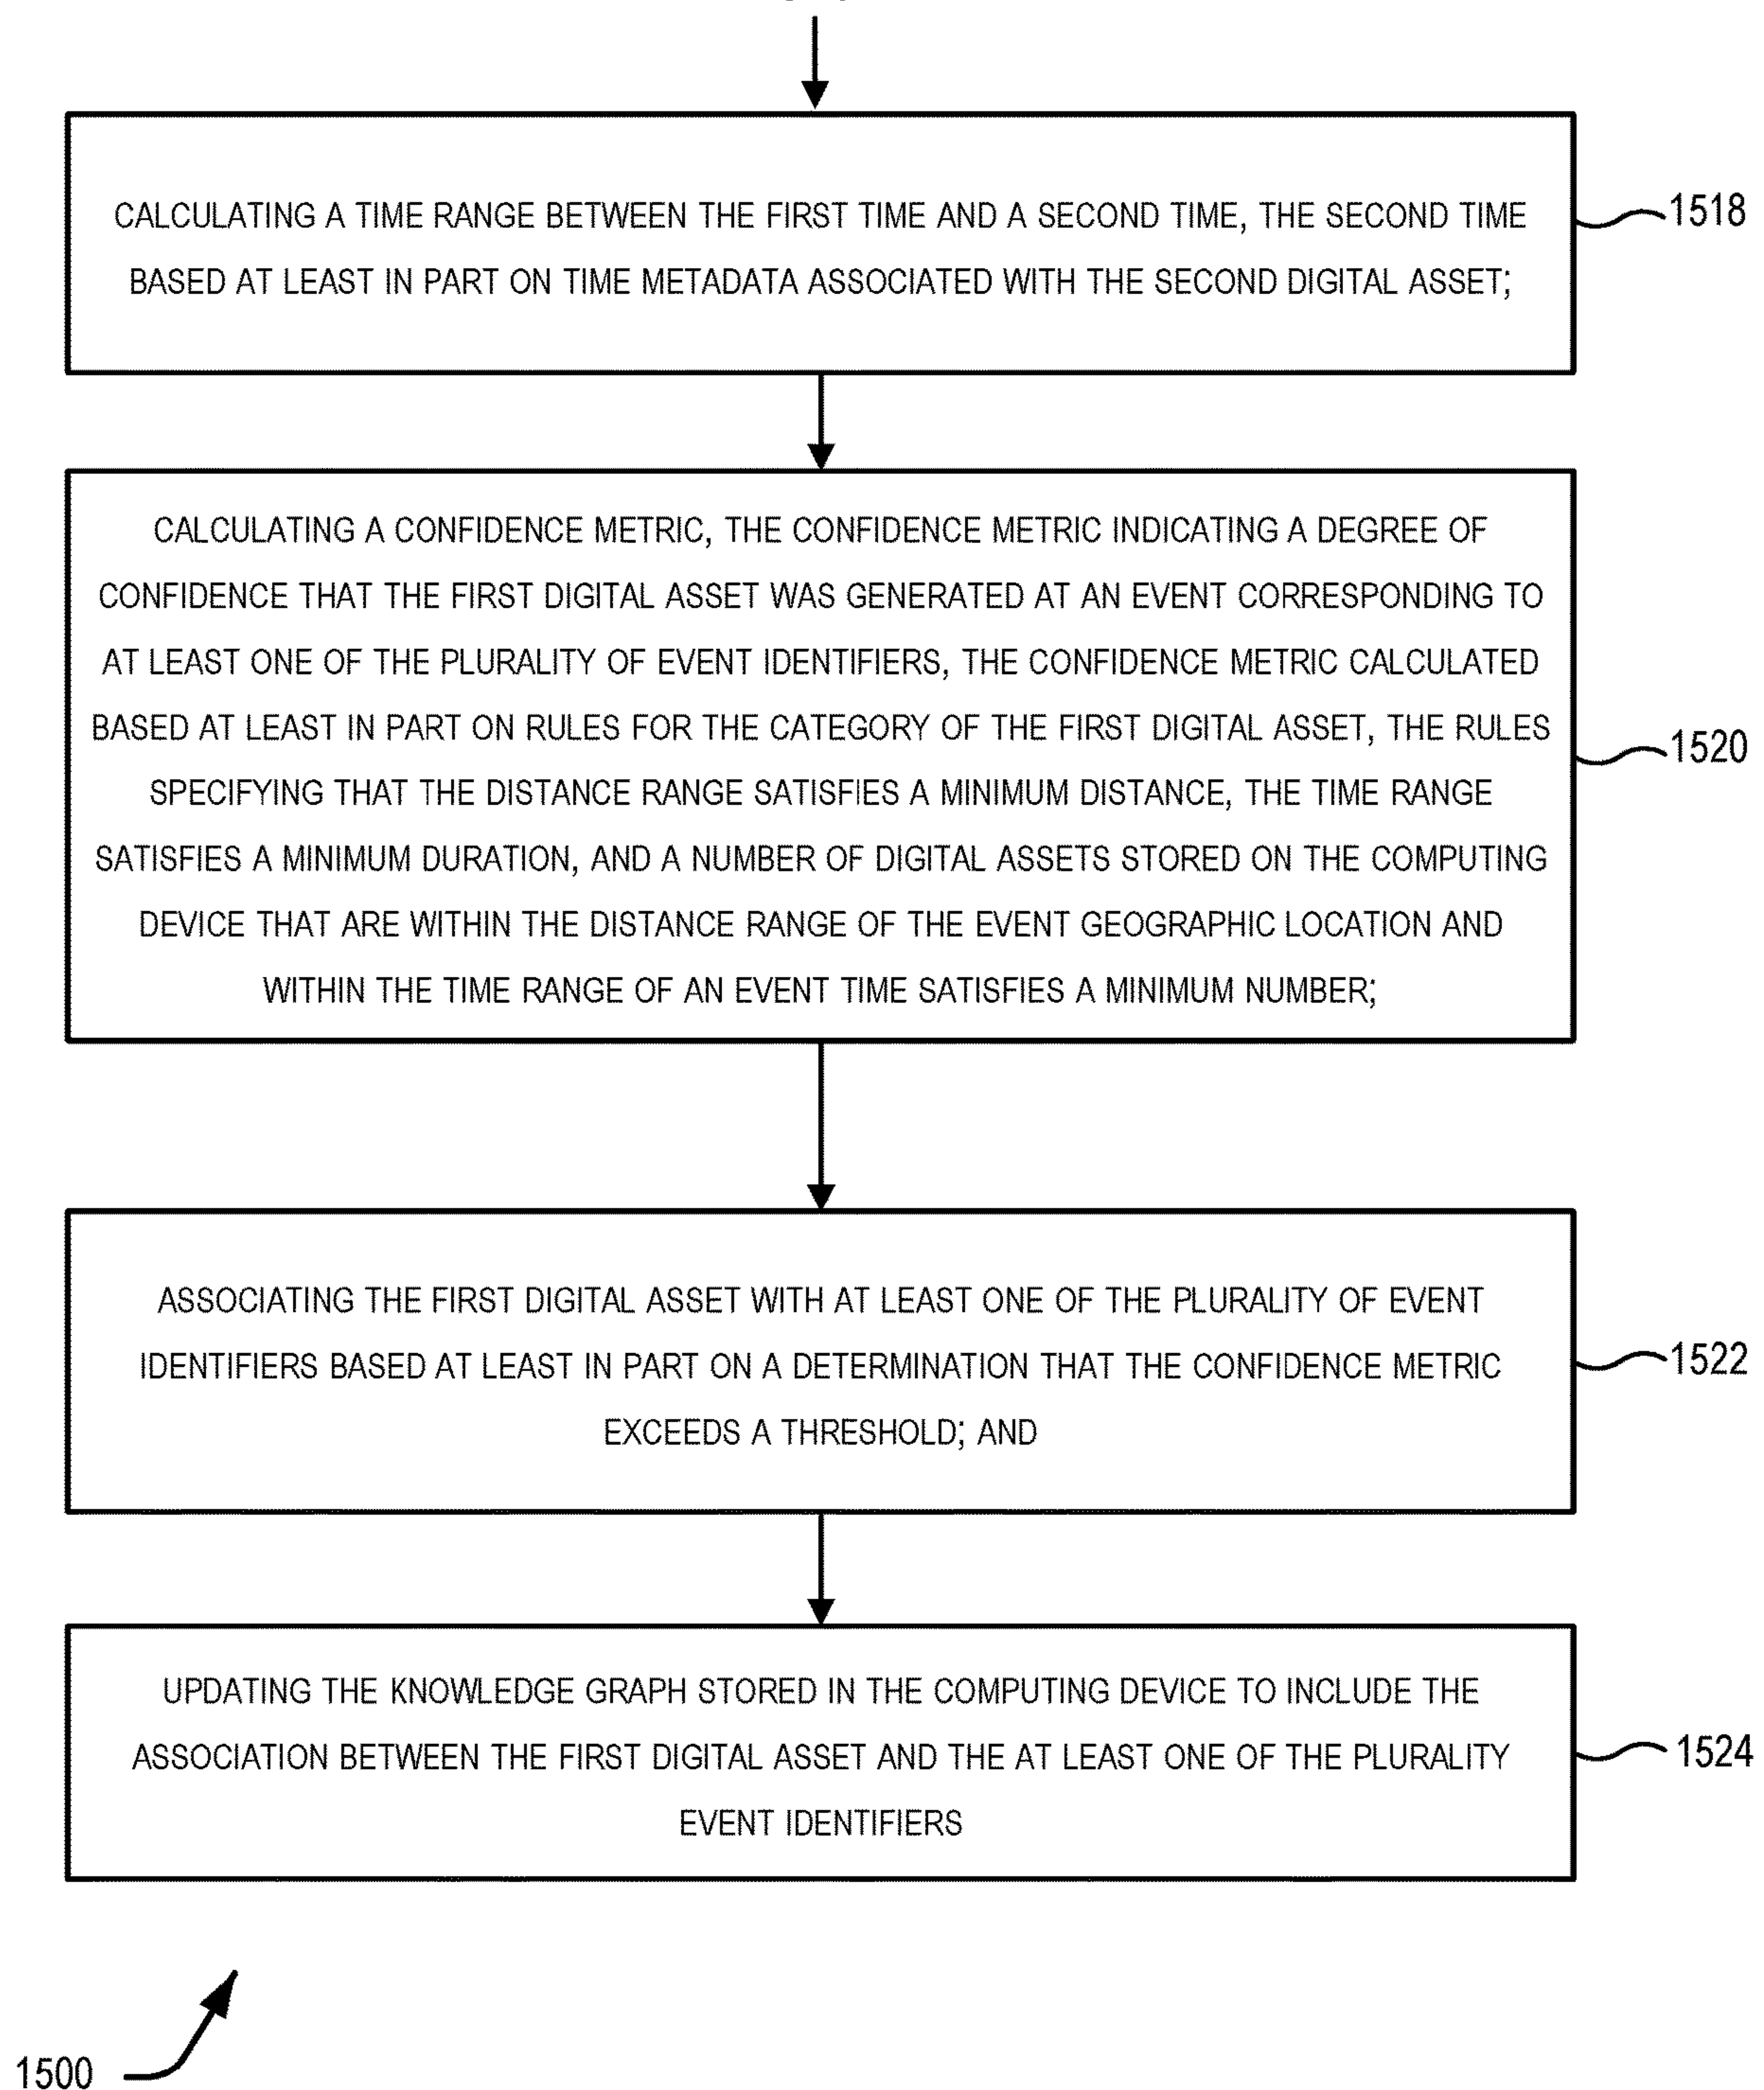 CALCULATING A TIME RANGE BETWEEN THE FIRST TIME AND A SECOND TIME, THE SECOND TIME
BASED AT LEAST IN PART ON TIME METADATA ASSOCIATED WITH THE SECOND DIGITAL ASSET;
1518
CALCULATING A CONFIDENCE METRIC, THE CONFIDENCE METRIC INDICATING A DEGREE OF
CONFIDENCE THAT THE FIRST DIGITAL ASSET WAS GENERATED AT AN EVENT CORRESPONDING TO
AT LEAST ONE OF THE PLURALITY OF EVENT IDENTIFIERS, THE CONFIDENCE METRIC CALCULATED
BASED AT LEAST IN PART ON RULES FOR THE CATEGORY OF THE FIRST DIGITAL ASSET, THE RULES
SPECIFYING THAT THE DISTANCE RANGE SATISFIES A MINIMUM DISTANCE, THE TIME RANGE
SATISFIES A MINIMUM DURATION, AND A NUMBER OF DIGITAL ASSETS STORED ON THE COMPUTING
DEVICE THAT ARE WITHIN THE DISTANCE RANGE OF THE EVENT GEOGRAPHIC LOCATION AND
WITHIN THE TIME RANGE OF AN EVENT TIME SATISFIES A MINIMUM NUMBER;
1520
ASSOCIATING THE FIRST DIGITAL ASSET WITH AT LEAST ONE OF THE PLURALITY OF EVENT
IDENTIFIERS BASED AT LEAST IN PART ON A DETERMINATION THAT THE CONFIDENCE METRIC
EXCEEDS A THRESHOLD; AND
1522
UPDATING THE KNOWLEDGE GRAPH STORED IN THE COMPUTING DEVICE TO INCLUDE THE
ASSOCIATION BETWEEN THE FIRST DIGITAL ASSET AND THE AT LEAST ONE OF THE PLURALITY
EVENT IDENTIFIERS
1524
1500